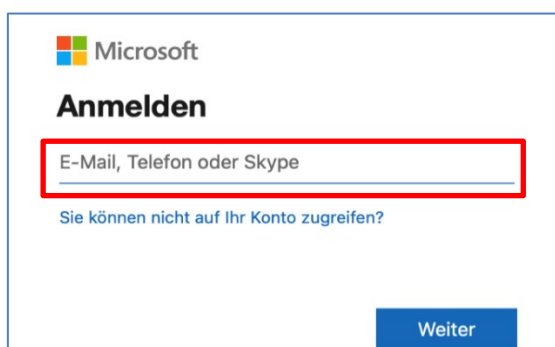 Microsoft
Anmelden
E-Mail, Telefon oder Skype
Sie können nicht auf Ihr Konto zugreifen?
Weiter